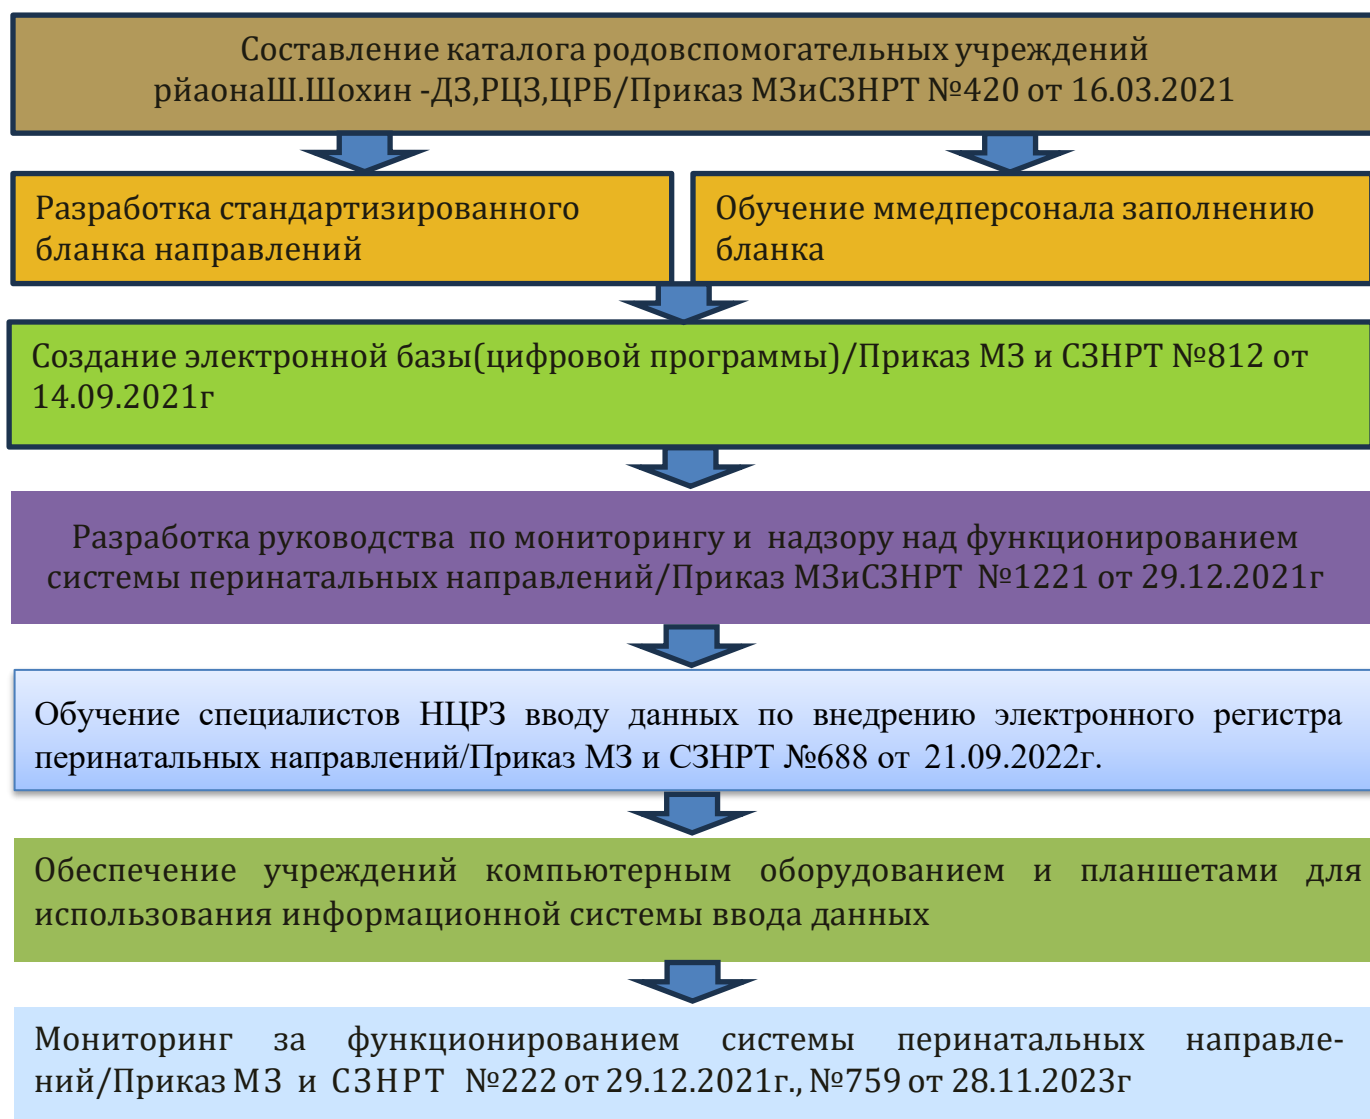 Составление каталога родовспомогательных учреждений
рйаонаШ.Шохин -ДЗ,РЦЗ,ЦРБ/Приказ МЗиСЗНРТ №420 от 16.03.2021
Разработка стандартизированного
бланка направлений
Обучение ммедперсонала заполнению
бланка
Создание электронной базы(цифровой программы)/Приказ МЗ и СЗНРТ №812 от
14.09.2021г
Разработка руководства по мониторингу и надзору над функционированием
системы перинатальных направлений/Приказ МЗиСЗНРТ №1221 от 29.12.2021г
Обучение специалистов НЦРЗ вводу данных по внедрению электронного регистра
перинатальных направлений/Приказ МЗ и СЗНРТ №688 от 21.09.2022г.
Обеспечение учреждений компьютерным оборудованием и планшетами для
использования информационной системы ввода данных
Мониторинг за функционированием системы перинатальных направле-
ний/Приказ МЗ и СЗНРТ №222 от 29.12.2021г., №759 от 28.11.2023г